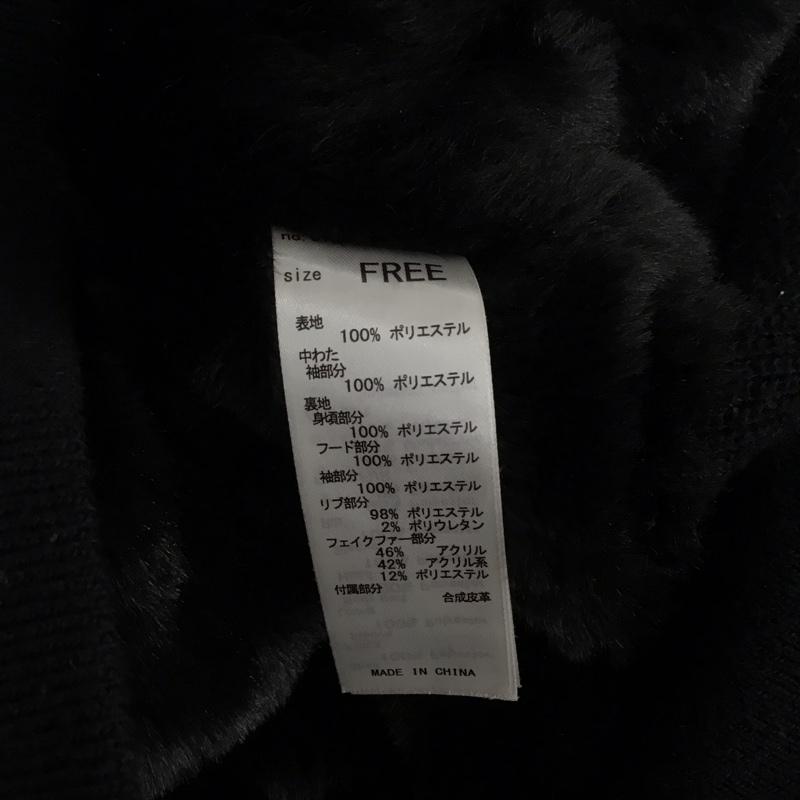 no.
size FREE
表地
100% ポリエステル
中わた
袖部分
100% ポリエステル
裏地
身頃部分
100% ポリエステル
フード部分
100% ポリエステル
袖部分
100% ポリエステル
リブ部分
98% ポリエステル
2% ポリウレタン
フェイクファー部分
46% アクリル
42% アクリル系
12% ポリエステル
付属部分
合成皮革
MADE IN CHINA